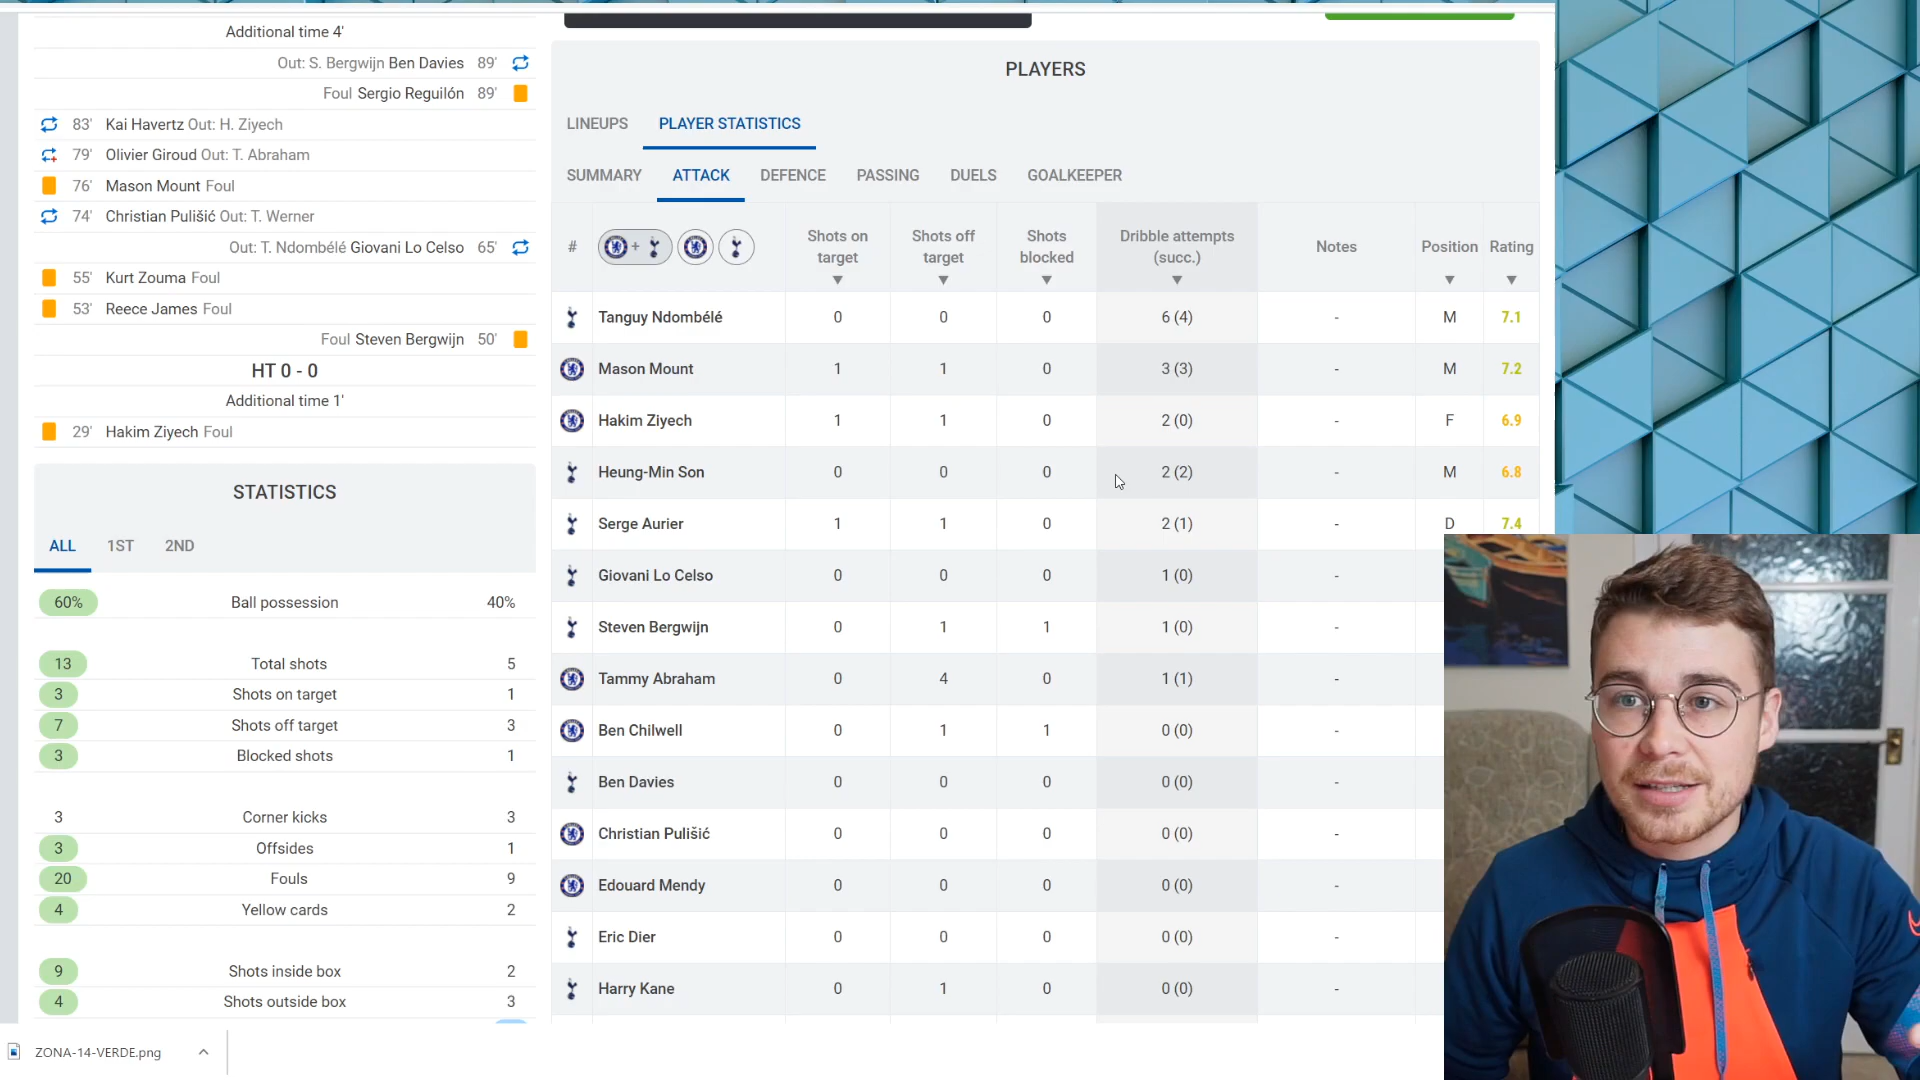 Additional time 4'
Out: S. Bergwijn Ben Davies 89'
Foul Sergio Reguilón 89'
83' Kai Havertz Out: H. Ziyech
79' Olivier Giroud Out: T. Abraham
76' Mason Mount Foul
74' Christian Pulišić Out: T. Werner
Out: T. Ndombélé Giovani Lo Celso 65'
55' Kurt Zouma Foul
53' Reece James Foul
Foul Steven Bergwijn 50'
HT 0 - 0
Additional time 1'
29' Hakim Ziyech Foul
STATISTICS
ALL 1ST 2ND
60% Ball possession 40%
13 Total shots 5
3 Shots on target 1
7 Shots off target 3
3 Blocked shots 1
3 Corner kicks 3
3 Offsides 1
20 Fouls 9
4 Yellow cards 2
9 Shots inside box 2
4 Shots outside box 3
PLAYERS
LINEUPS PLAYER STATISTICS
SUMMARY ATTACK DEFENCE PASSING DUELS GOALKEEPER
# + Shots on target Shots off target Shots blocked Dribble attempts (succ.) Notes Position Rating
Tanguy Ndombélé 0 0 0 6 (4) - M 7.1
Mason Mount 1 1 0 3 (3) - M 7.2
Hakim Ziyech 1 1 0 2 (0) - F 6.9
Heung-Min Son 0 0 0 2 (2) - M 6.8
Serge Aurier 1 1 0 2 (1) - D 7.4
Giovani Lo Celso 0 0 0 1 (0) -
Steven Bergwijn 0 1 1 1 (0) -
Tammy Abraham 0 4 0 1 (1) -
Ben Chilwell 0 1 1 0 (0) -
Ben Davies 0 0 0 0 (0) -
Christian Pulišić 0 0 0 0 (0) -
Edouard Mendy 0 0 0 0 (0) -
Eric Dier 0 0 0 0 (0) -
Harry Kane 0 1 0 0 (0) -
ZONA-14-VERDE.png